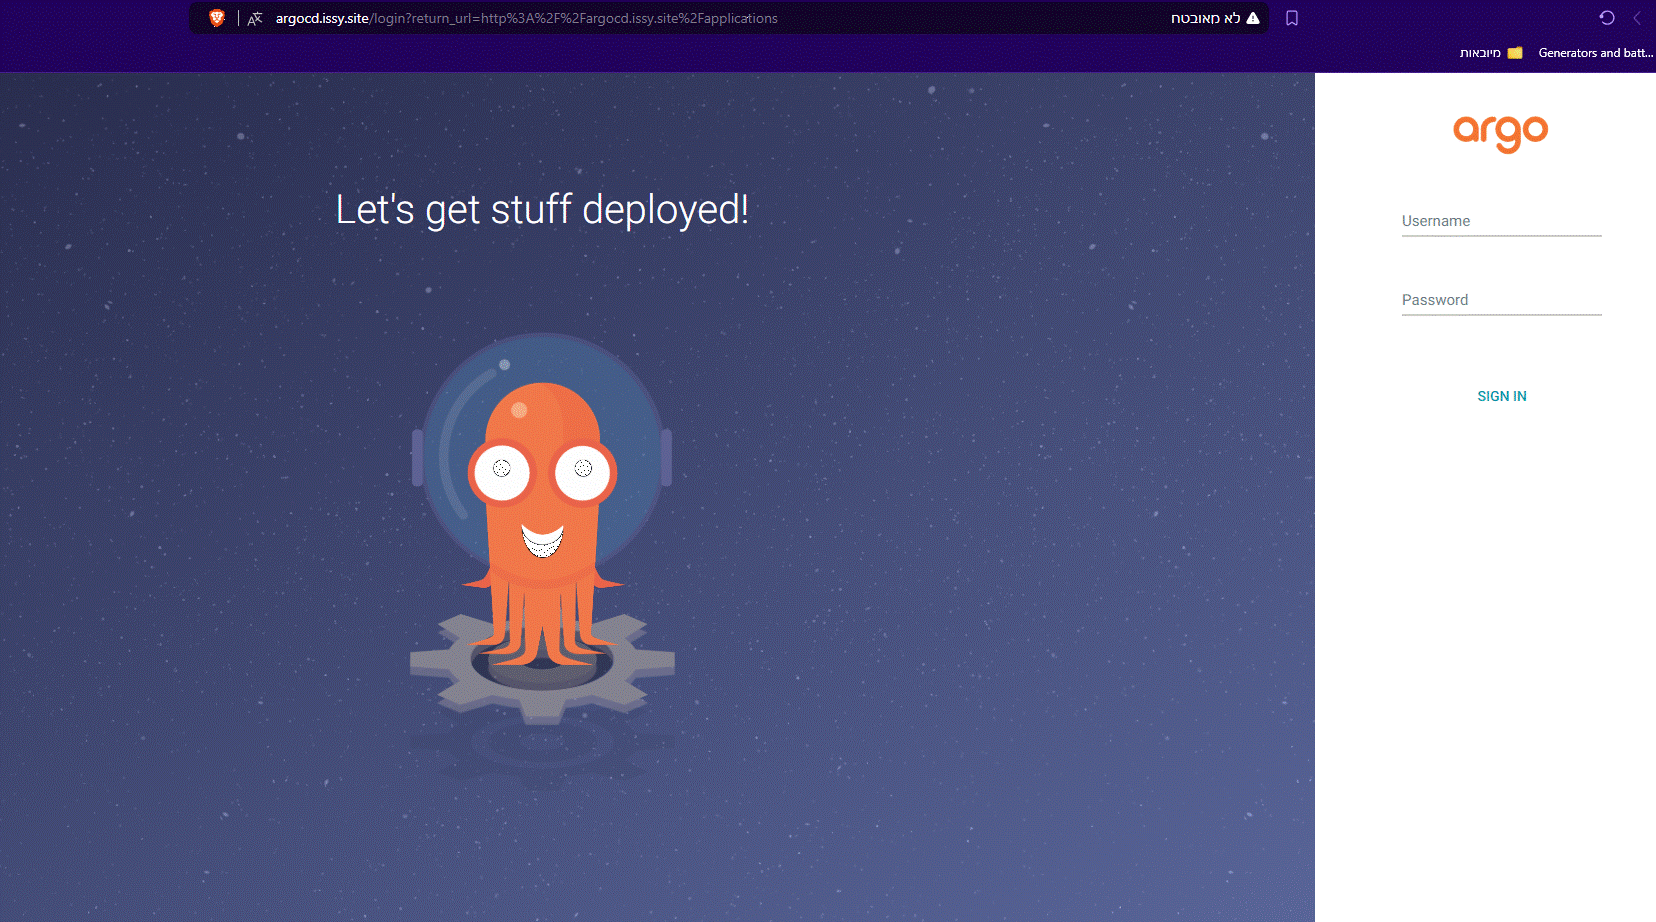 argocd.issy.site/login?return_url=http%3A%2F%2Fargocd.issy.site%2Fapplications
לא מאובטח
מיובאות
Generators and batt...
argo
Let's get stuff deployed!
Username
Password
SIGN IN